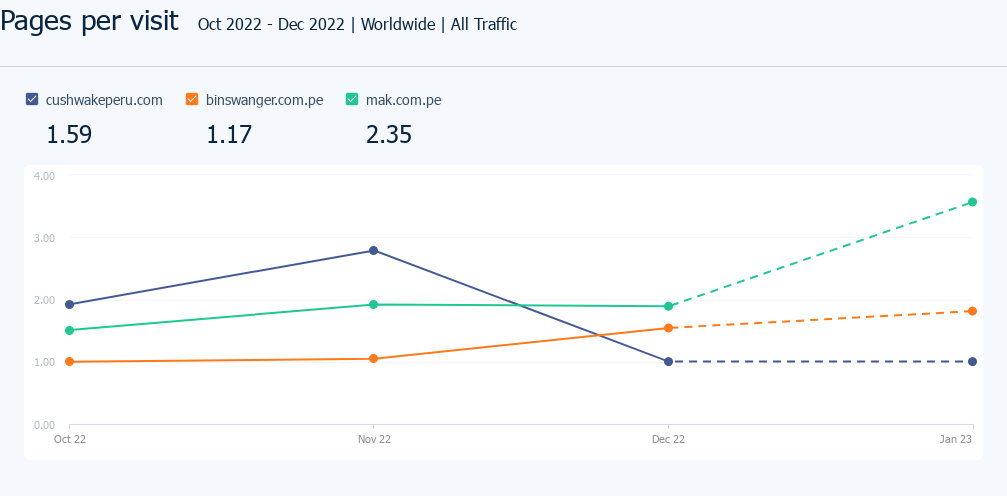 Pages per visit Oct 2022 - Dec 2022 | Worldwide | All Traffic
cushwakeperu.com binswanger.com.pe mak.com.pe
1.59 1.17 2.35
4.00
3.00
2.00
1.00
0.00
Oct 22 Nov 22 Dec 22 Jan 23